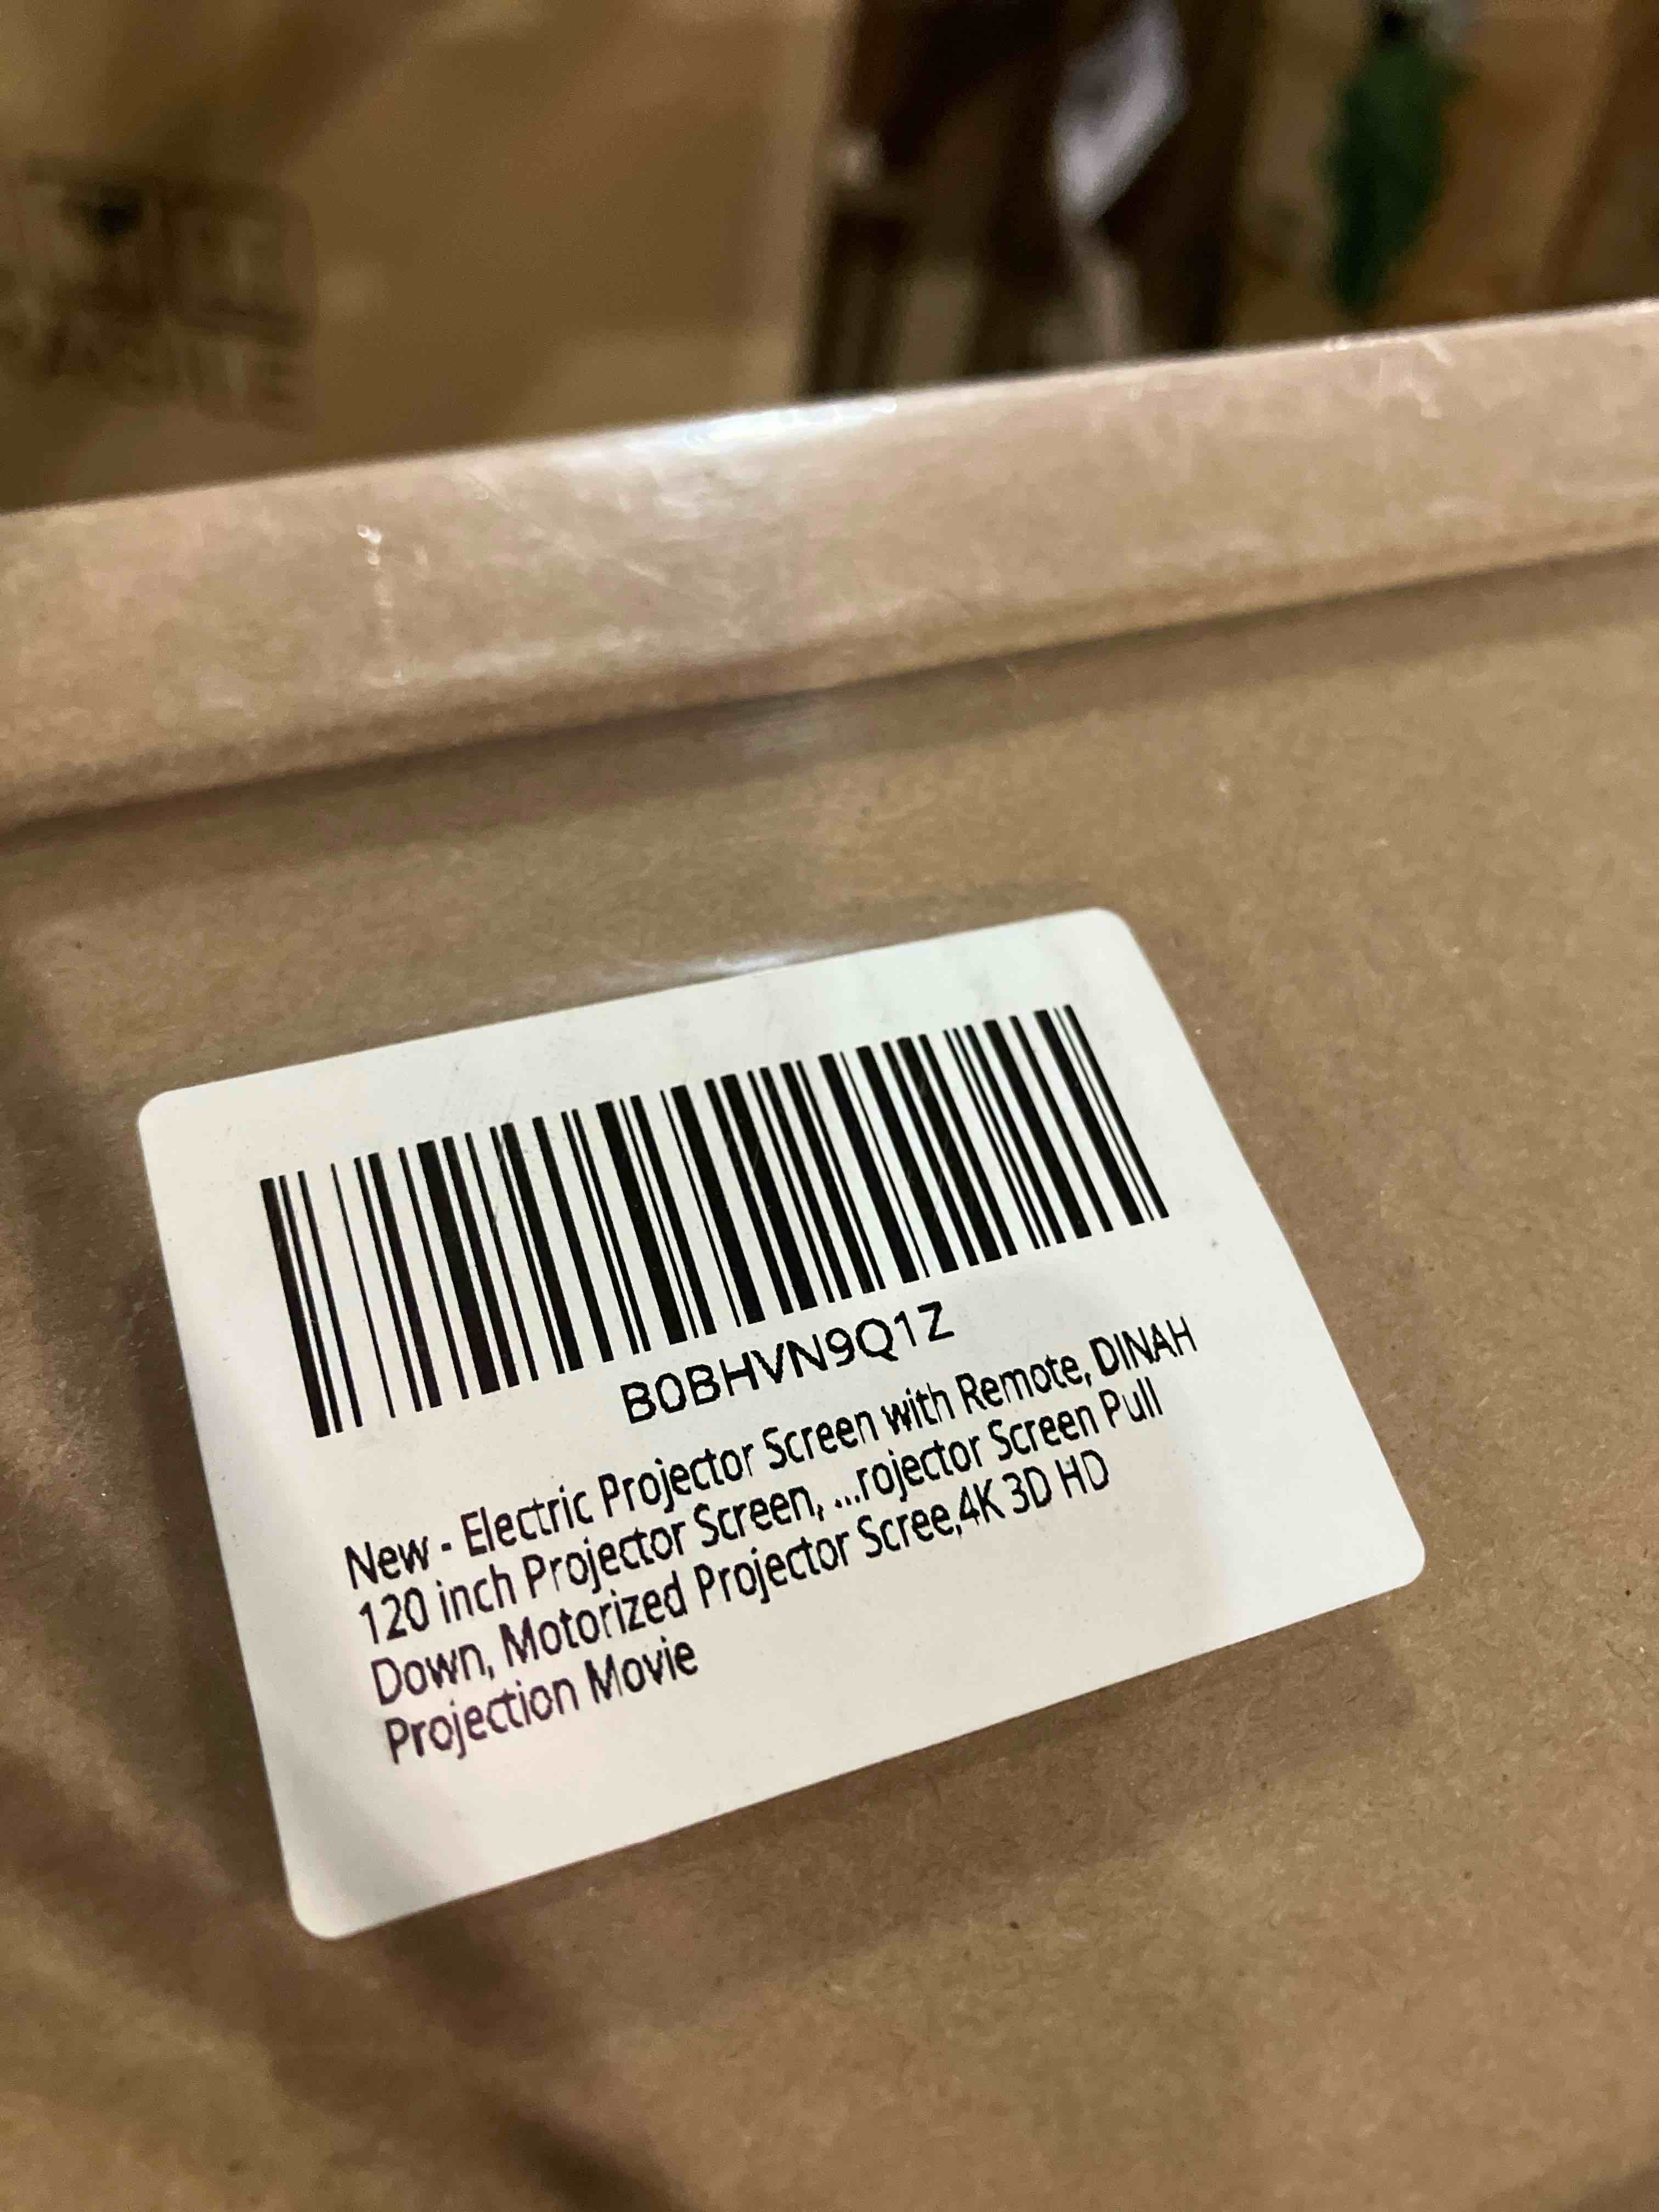 B0BHVN9Q1Z
New - Electric Projector Screen with Remote, DINAH
120 inch Projector Screen, ...rojector Screen Pull
Down, Motorized Projector Scree,4K 3D HD
Projection Movie